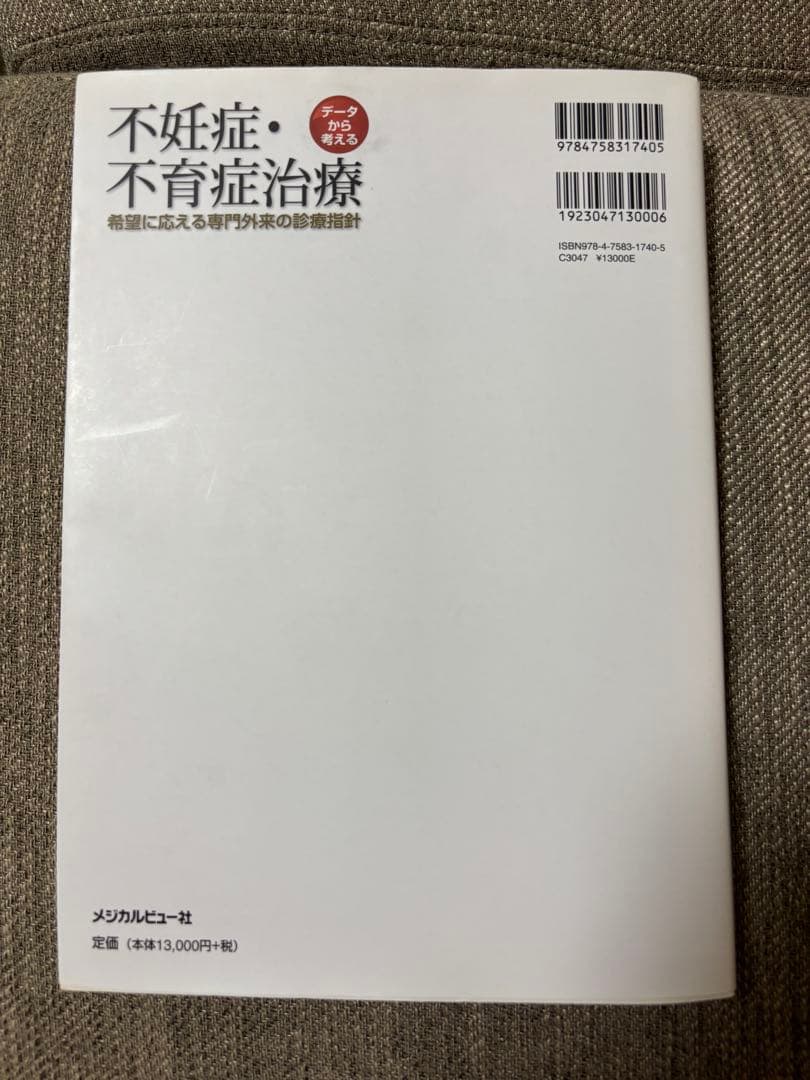 不妊症・
不育症治療
データ
から
考える
希望に応える専門外来の診療指針
9784758317405
1923047130006
ISBN978-4-7583-1740-5
C3047 ¥13000E
メジカルビュー社
定価（本体13,000円+税）